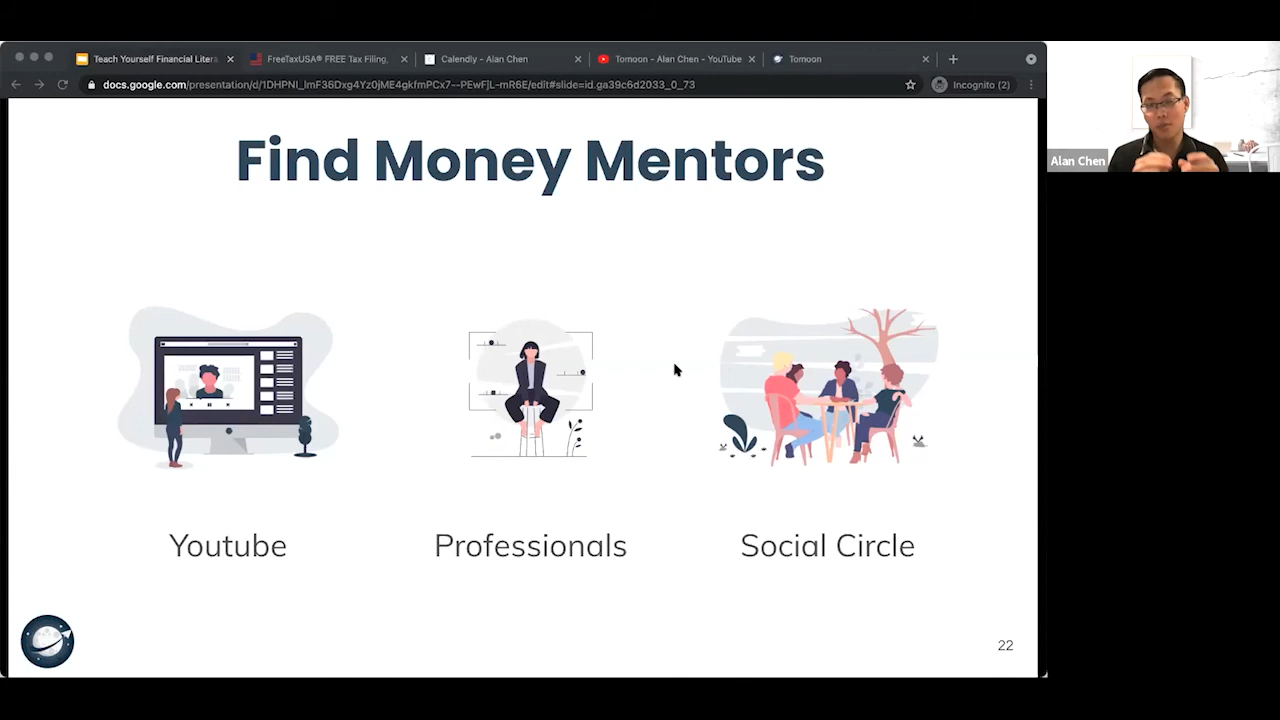 Teach Yourself Financial Litera
FreeTaxUSA® FREE Tax Filing,
Calendly - Alan Chen
Tomoon - Alan Chen - YouTube
Tomoon
docs.google.com/presentation/d/1DHPNI_lmF36Dxg4Yz0jME4gkfmPCx7--PEwFjL-mR6E/edit#slide=id.ga39c6d2033_0_73
Incognito (2)
Alan Chen
Find Money Mentors
Youtube
Professionals
Social Circle
22